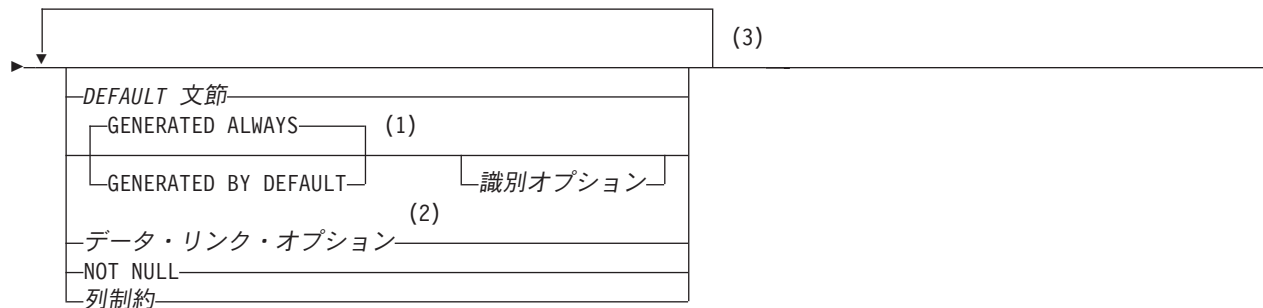 (3)
DEFAULT 文節
GENERATED ALWAYS (1)
GENERATED BY DEFAULT 識別オプション
(2)
データ・リンク・オプション
NOT NULL
列制約